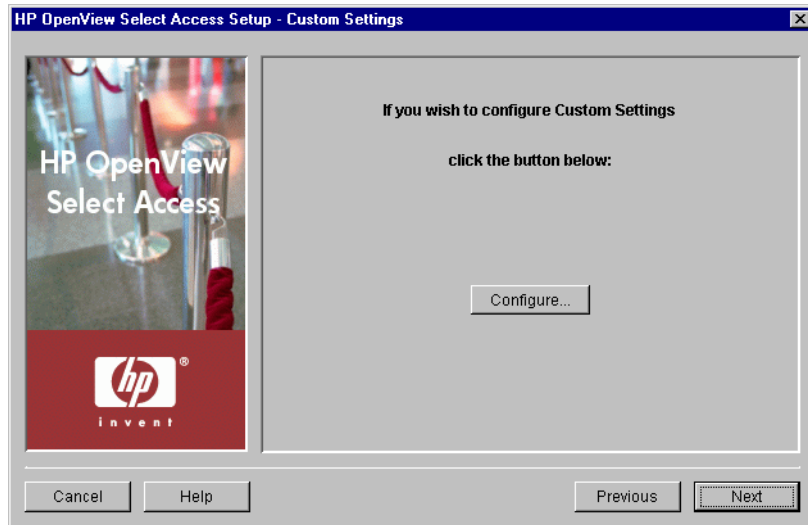 HP OpenView Select Access Setup - Custom Settings
HP OpenView
Select Access
hp
®
invent
If you wish to configure Custom Settings
click the button below:
Configure...
Cancel
Help
Previous
Next